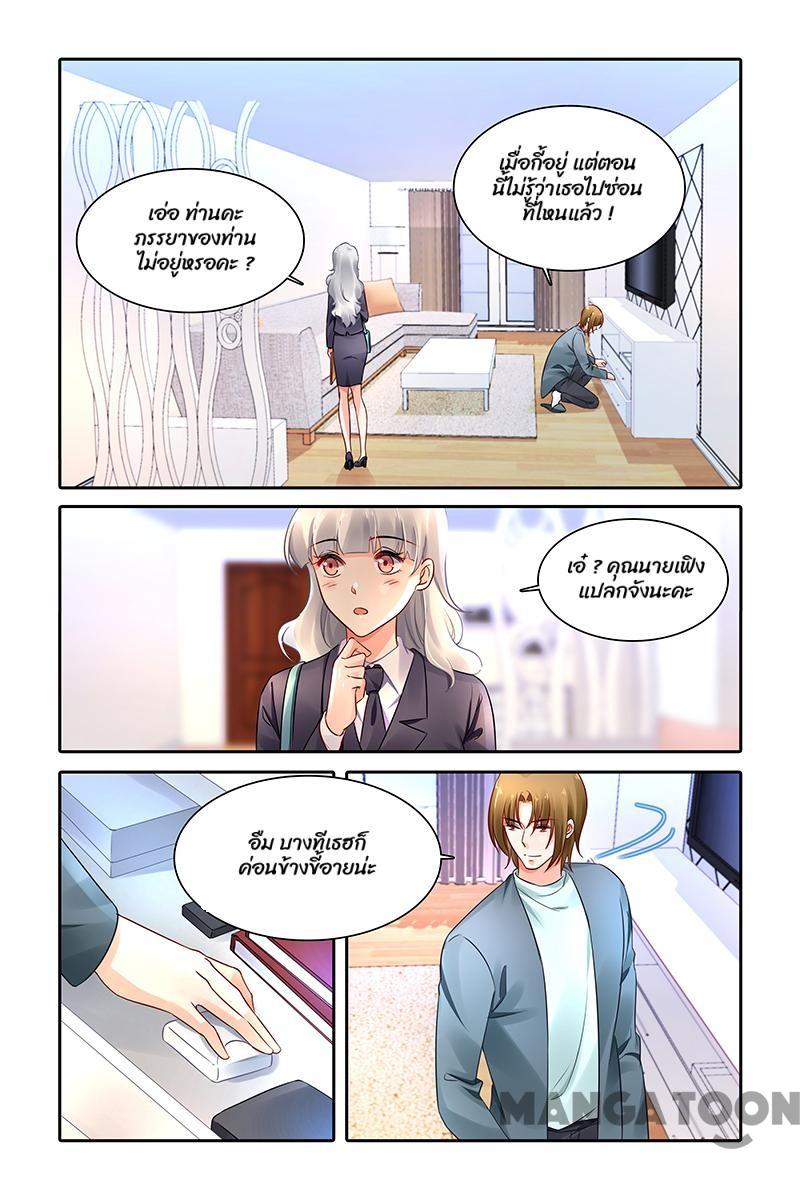 เอ่อ ท่านคะ
ภรรยาของท่าน
ไม่อยู่หรอคะ ?
เมื่อกี้อยู่ แต่ตอน
นี้ไม่รู้ว่าเธอไปซ่อน
ที่ไหนแล้ว !
เอ๋ ? คุณนายเฟิง
แปลกจังนะคะ
อืม บางทีเธฮก็
ค่อนข้างขี้อายน่ะ
MANGATOON